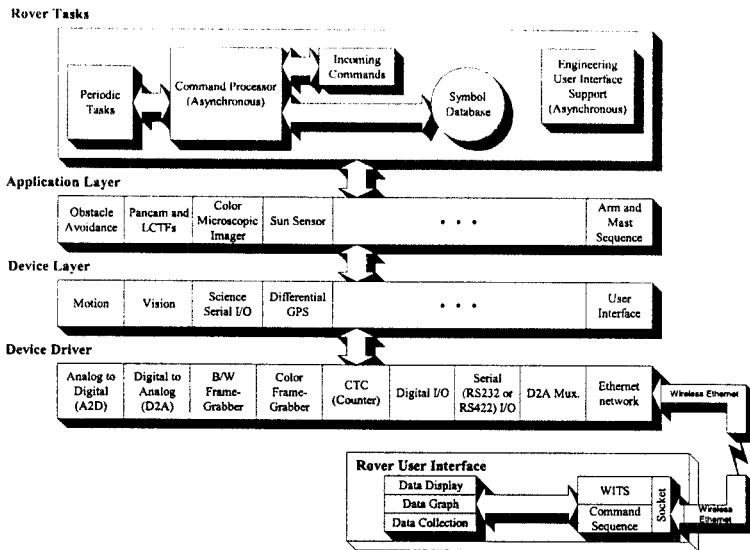 Rover Tasks
Periodic
Tasks
Command Processor
(Asynchronous)
Incoming
Commands
Symbol
Database
Engineering
User Interface
Support
(Asynchronous)
Application Layer
Obstacle
Avoidance
Pancam and
LCTFs
Color
Microscopic
Imager
Sun Sensor
• • •
Arm and
Mast
Sequence
Device Layer
Motion
Vision
Science
Serial I/O
Differential
GPS
• • •
User
Interface
Device Driver
Analog to
Digital
(A2D)
Digital to
Analog
(D2A)
B/W
Frame-
Grabber
Color
Frame-
Grabber
CTC
(Counter)
Digital I/O
Serial
(RS232 or
RS422) I/O
D2A Mux.
Ethernet
network
Wireless Ethernet
Rover User Interface
Data Display
Data Graph
Data Collection
WITS
Command
Sequence
Socket
Wireless
Ethernet